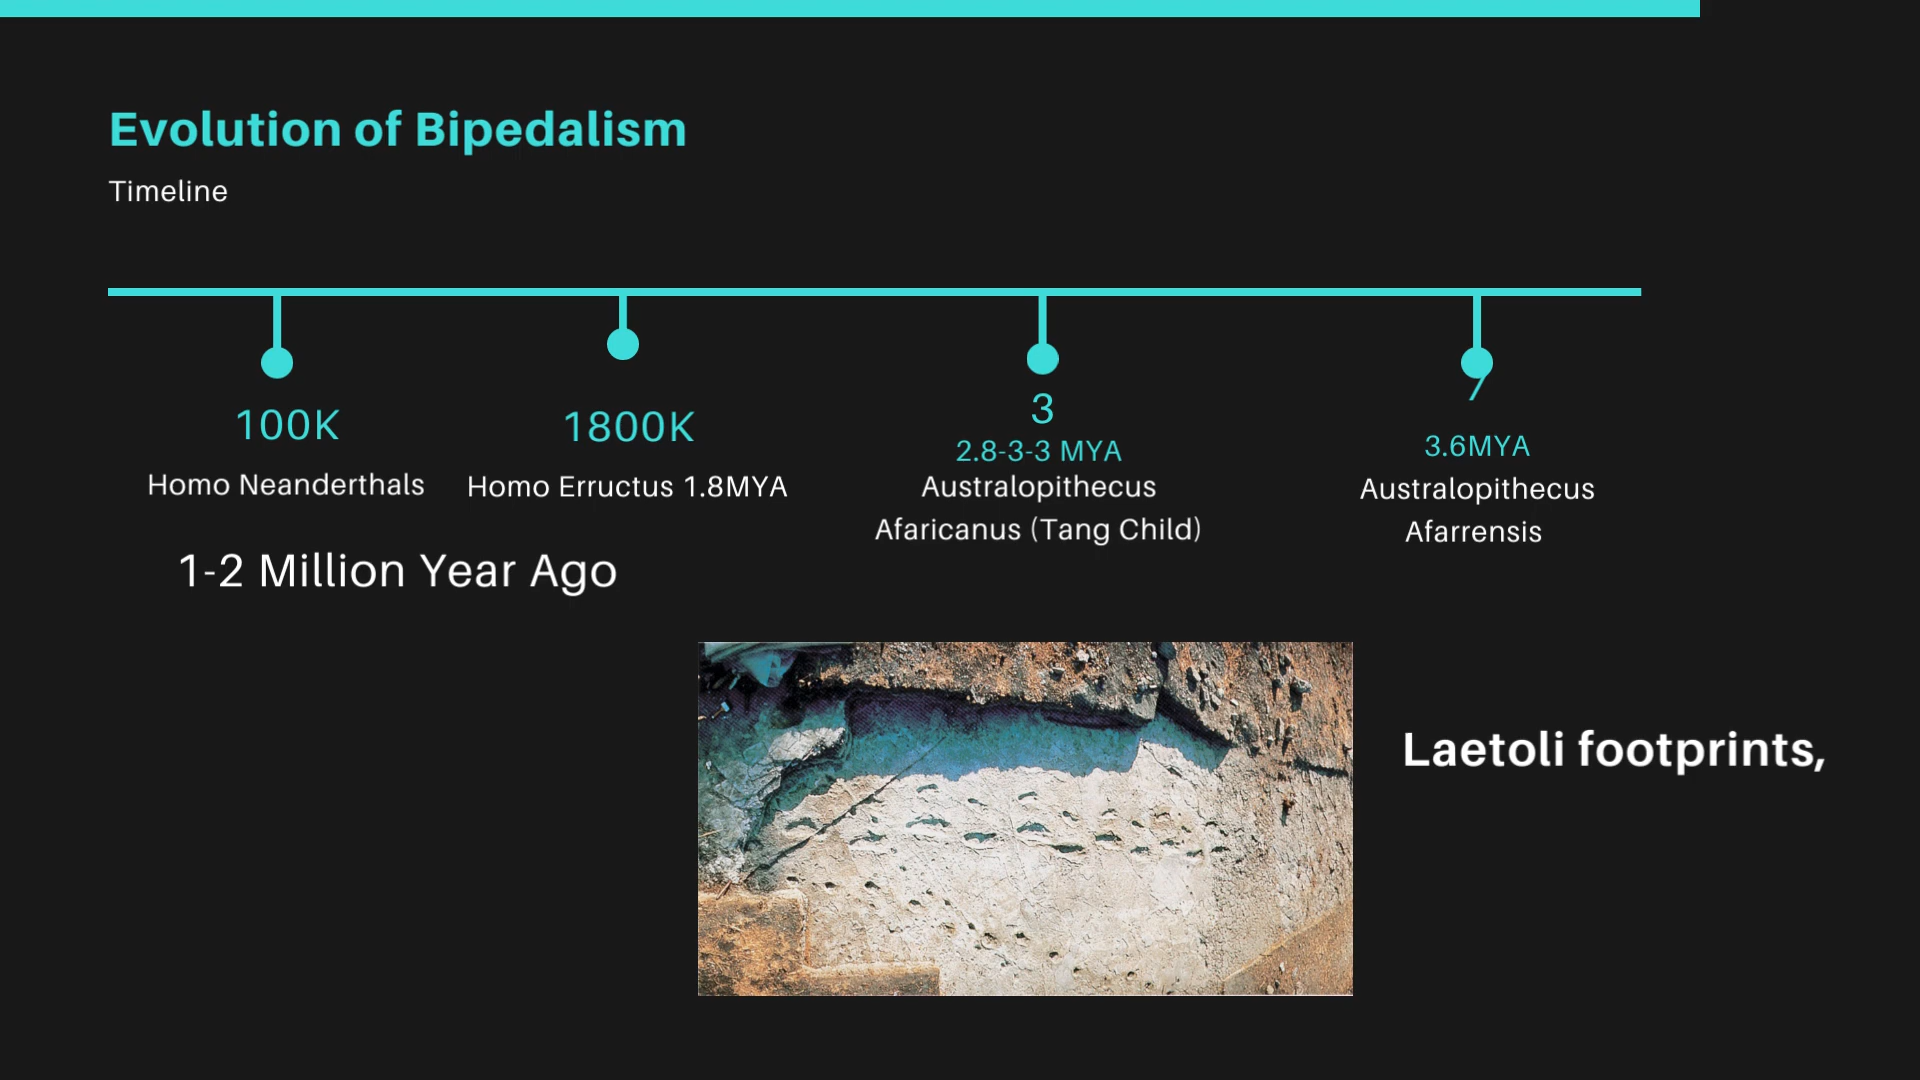 Evolution of Bipedalism
Timeline
100K
Homo Neanderthals
1800K
Homo Erructus 1.8MYA
1-2 Million Year Ago
3
2.8-3-3 MYA
Australopithecus
Afaricanus (Tang Child)
3.6MYA
Australopithecus
Afarrensis
Laetoli footprints,